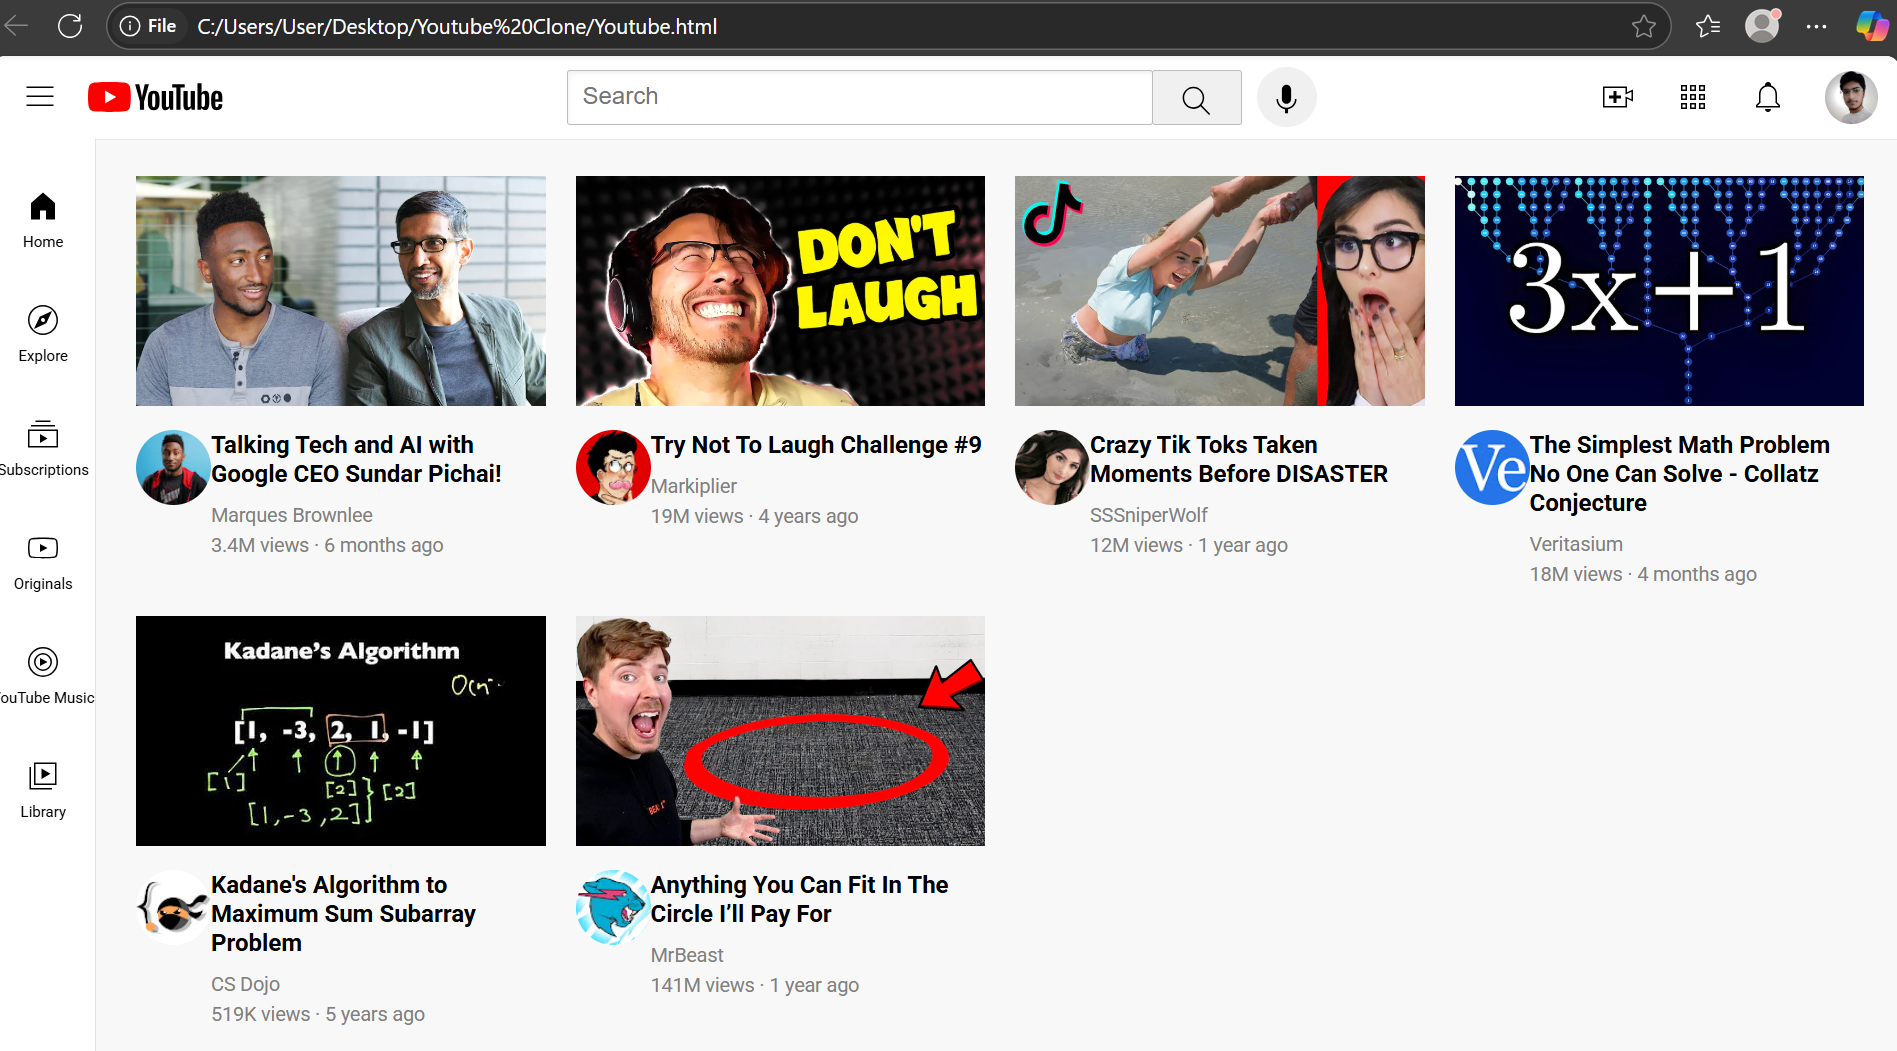 File C:/Users/User/Desktop/Youtube%20Clone/Youtube.html
YouTube
Search
Home
Explore
Subscriptions
Originals
YouTube Music
Library
DON'T
LAUGH
3x+1
Talking Tech and AI with
Google CEO Sundar Pichai!
Marques Brownlee
3.4M views · 6 months ago
Try Not To Laugh Challenge #9
Markiplier
19M views · 4 years ago
Crazy Tik Toks Taken
Moments Before DISASTER
SSSniperWolf
12M views · 1 year ago
Ve
The Simplest Math Problem
No One Can Solve - Collatz
Conjecture
Veritasium
18M views · 4 months ago
Kadane's Algorithm
[1, -3, 2, 1, -1]
[1] [2] [2]
[1, -3, 2]
Kadane's Algorithm to
Maximum Sum Subarray
Problem
CS Dojo
519K views · 5 years ago
Anything You Can Fit In The
Circle I’ll Pay For
MrBeast
141M views · 1 year ago